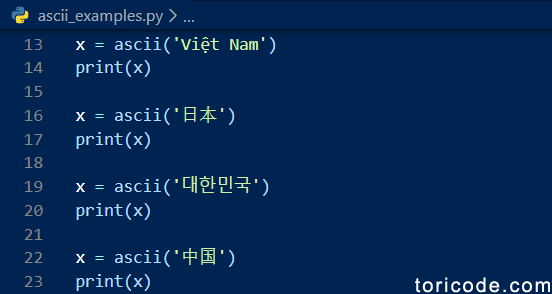 ascii_examples.py > ...
13 x = ascii('Việt Nam')
14 print(x)
15
16 x = ascii('日本')
17 print(x)
18
19 x = ascii('대한민국')
20 print(x)
21
22 x = ascii('中国')
23 print(x)
toricode.com